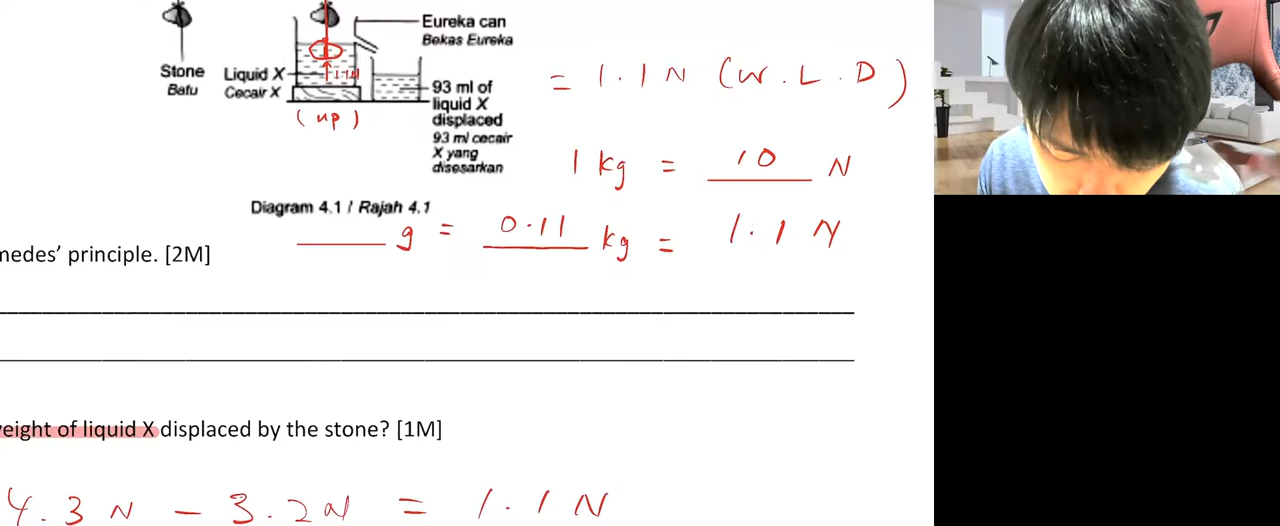 Eureka can
Bekas Eureka
= 1.1 N (W.L.D)
Stone
Batu
Liquid X
Cecair X
1.1N
(up)
93 ml of
liquid X
displaced
93 ml cecair
X yang
disesarkan
1 kg = 10 N
Diagram 4.1 / Rajah 4.1
____ g = 0.11 kg = 1.1 N
medes' principle. [2M]
eight of liquid X displaced by the stone? [1M]
4.3 N - 3.2 N = 1.1 N